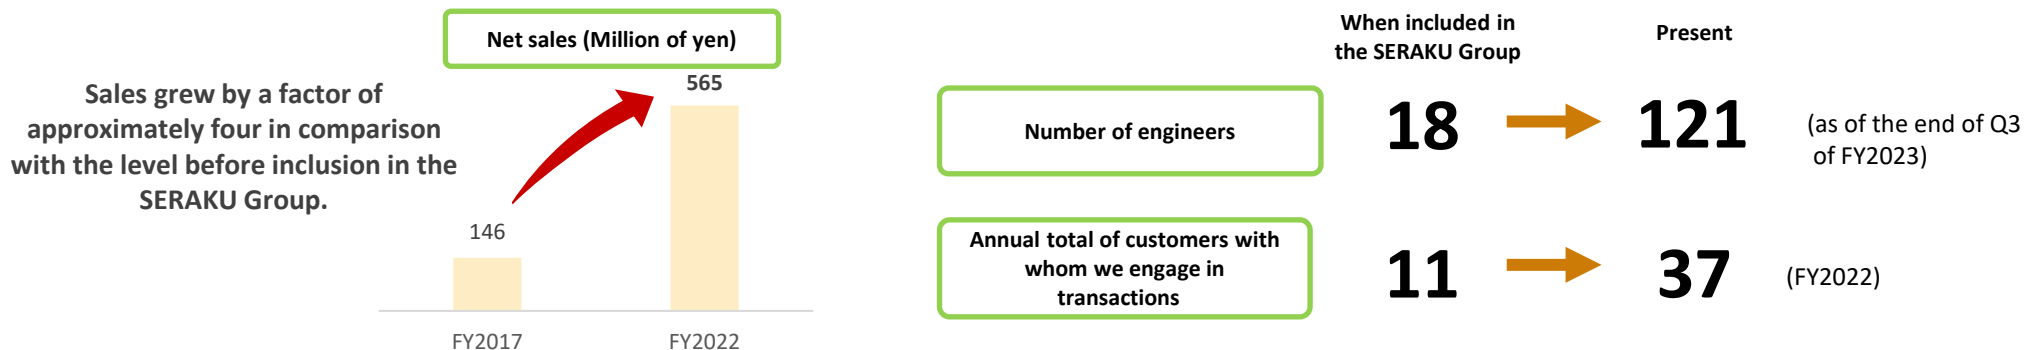 Sales grew by a factor of
approximately four in comparison
with the level before inclusion in the
SERAKU Group.
Net sales (Million of yen)
565
146
FY2017
FY2022
When included in
the SERAKU Group
Present
Number of engineers
18
121
(as of the end of Q3
of FY2023)
Annual total of customers with
whom we engage in
transactions
11
37
(FY2022)